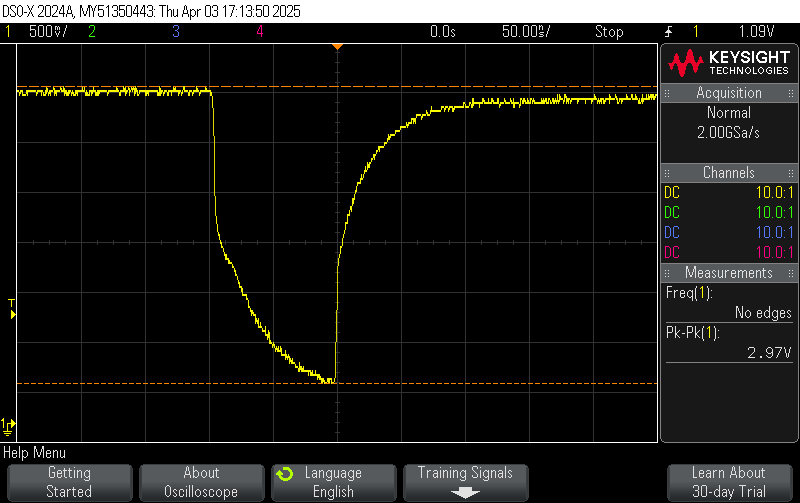 DSO-X 2024A, MY51350443: Thu Apr 03 17:13:50 2025
1 500♈/ 2 3 4 0.0s 50.00♈/ Stop 1 1.09V
KEYSIGHT
TECHNOLOGIES
Acquisition
Normal
2.00GSa/s
Channels
DC 10.0:1
DC 10.0:1
DC 10.0:1
DC 10.0:1
Measurements
Freq(1):
No edges
Pk-Pk(1):
2.97V
T
1
Help Menu
Getting
Started
About
Oscilloscope
Language
English
Training Signals
Learn About
30-day Trial